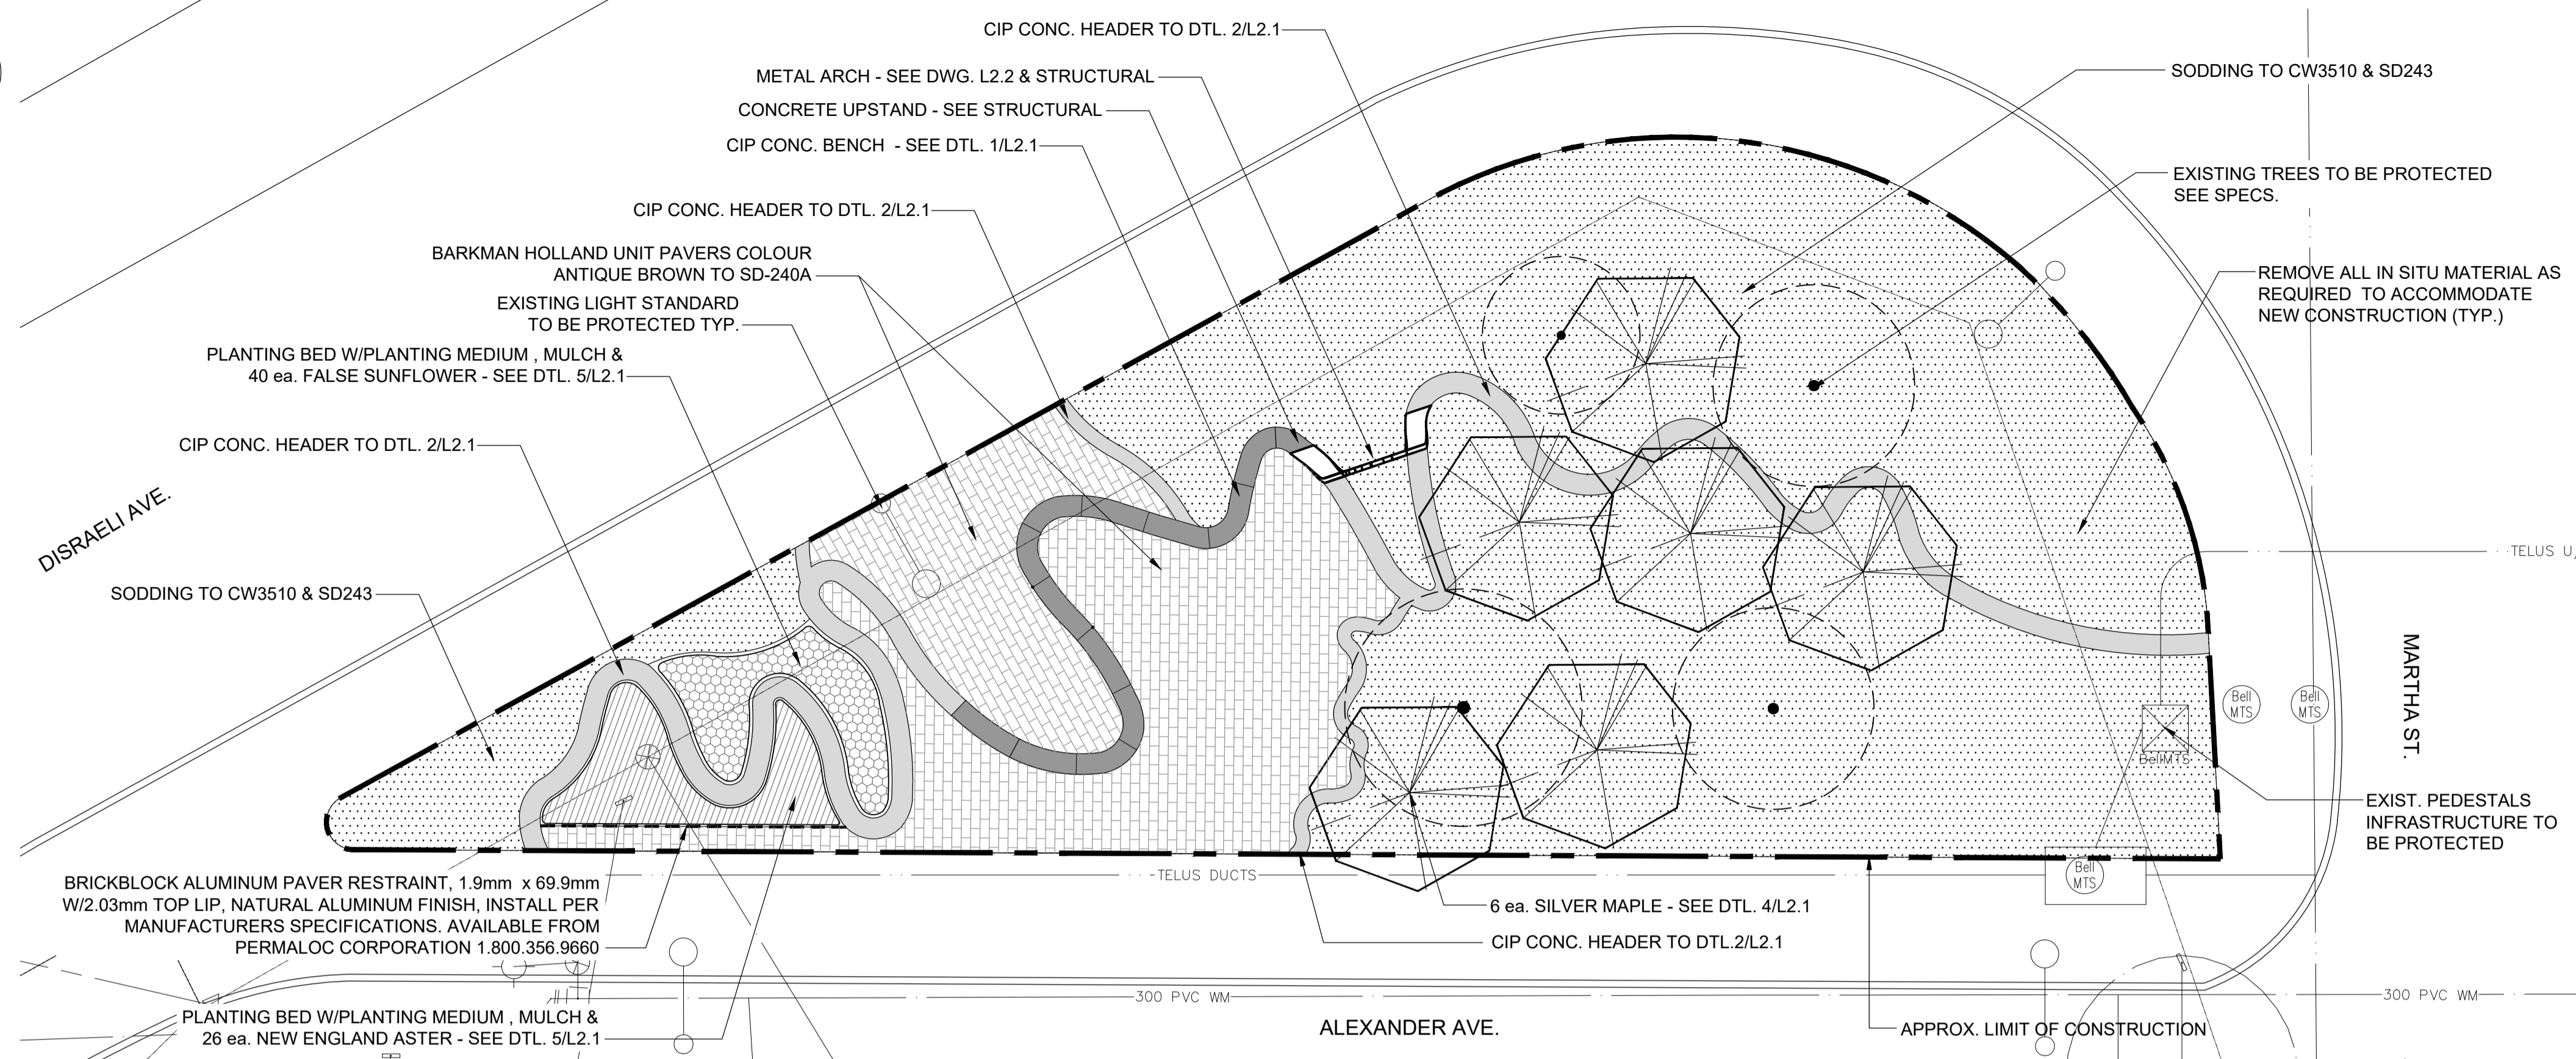 CIP CONC. HEADER TO DTL. 2/L2.1
METAL ARCH - SEE DWG. L2.2 & STRUCTURAL
CONCRETE UPSTAND - SEE STRUCTURAL
CIP CONC. BENCH - SEE DTL. 1/L2.1
CIP CONC. HEADER TO DTL. 2/L2.1
BARKMAN HOLLAND UNIT PAVERS COLOUR
ANTIQUE BROWN TO SD-240A
EXISTING LIGHT STANDARD
TO BE PROTECTED TYP.
PLANTING BED W/PLANTING MEDIUM , MULCH &
40 ea. FALSE SUNFLOWER - SEE DTL. 5/L2.1
CIP CONC. HEADER TO DTL. 2/L2.1
DISRAELI AVE.
SODDING TO CW3510 & SD243
BRICKBLOCK ALUMINUM PAVER RESTRAINT, 1.9mm x 69.9mm
W/2.03mm TOP LIP, NATURAL ALUMINUM FINISH, INSTALL PER
MANUFACTURERS SPECIFICATIONS. AVAILABLE FROM
PERMALOC CORPORATION 1.800.356.9660
PLANTING BED W/PLANTING MEDIUM , MULCH &
26 ea. NEW ENGLAND ASTER - SEE DTL. 5/L2.1
SODDING TO CW3510 & SD243
EXISTING TREES TO BE PROTECTED
SEE SPECS.
REMOVE ALL IN SITU MATERIAL AS
REQUIRED TO ACCOMMODATE
NEW CONSTRUCTION (TYP.)
TELUS U
MARTHA ST.
Bell
MTS
Bell
MTS
Bell MTS
EXIST. PEDESTALS
INFRASTRUCTURE TO
BE PROTECTED
Bell
MTS
TELUS DUCTS
6 ea. SILVER MAPLE - SEE DTL. 4/L2.1
CIP CONC. HEADER TO DTL.2/L2.1
300 PVC WM
300 PVC WM
ALEXANDER AVE.
APPROX. LIMIT OF CONSTRUCTION